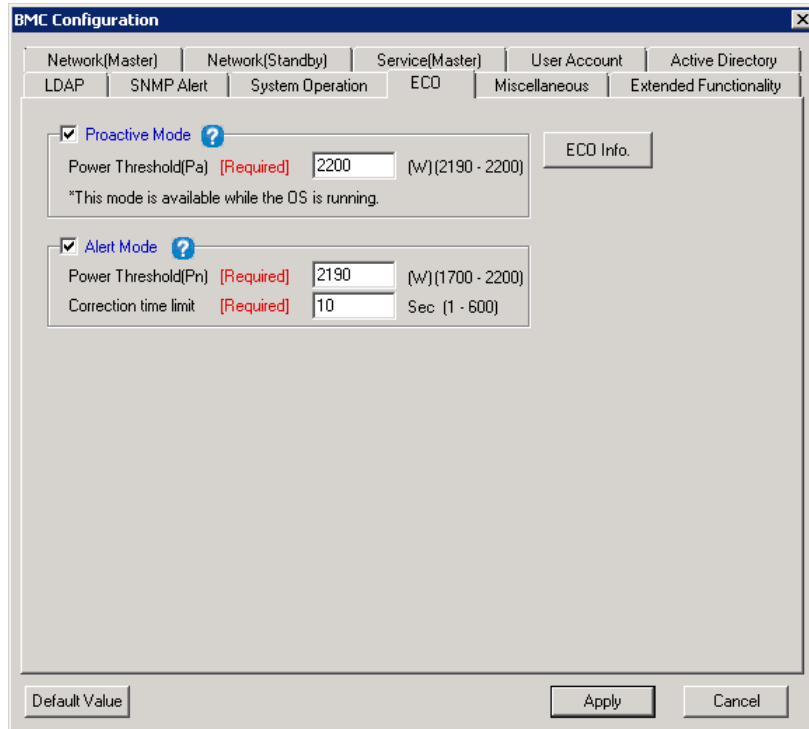 BMC Configuration
Network(Master) Network(Standby) Service(Master) User Account Active Directory
LDAP SNMP Alert System Operation ECO Miscellaneous Extended Functionality
Proactive Mode ?
Power Threshold(Pa) [Required] 2200 (W)(2190 - 2200)
ECO Info.
*This mode is available while the OS is running.
Alert Mode ?
Power Threshold(Pn) [Required] 2190 (W)(1700 - 2200)
Correction time limit [Required] 10 Sec (1 - 600)
Default Value Apply Cancel